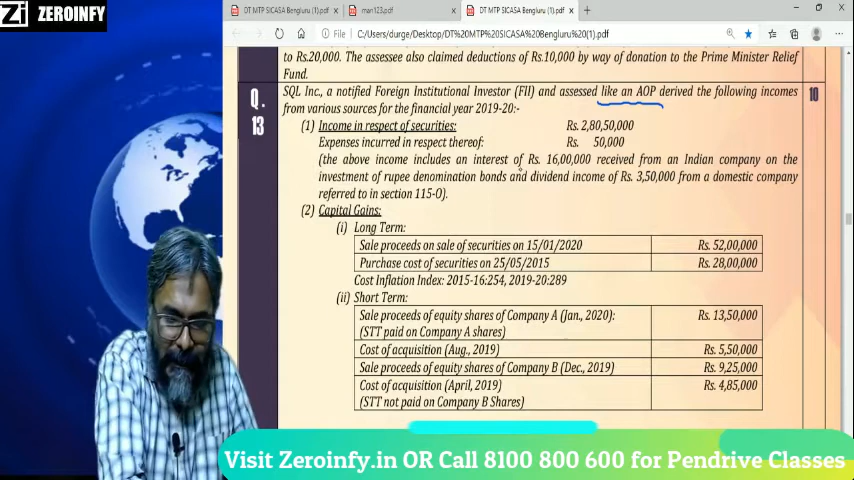 DT MTP SICASA Bengluru (1).pdf
man123.pdf
DT MTP SICASA Bengluru (1).pdf
Zi ZEROINFY
File C:/Users/durge/Desktop/DT%20MTP%20SICASA%20Bengluru%20(1).pdf
to Rs.20,000. The assessee also claimed deductions of Rs.10,000 by way of donation to the Prime Minister Relief
Fund.
Q. 13
SQL Inc., a notified Foreign Institutional Investor (FII) and assessed like an AOP derived the following incomes
10
from various sources for the financial year 2019-20:-
(1) Income in respect of securities: Rs. 2,80,50,000
Expenses incurred in respect thereof: Rs. 50,000
(the above income includes an interest of Rs. 16,00,000 received from an Indian company on the
investment of rupee denomination bonds and dividend income of Rs. 3,50,000 from a domestic company
referred to in section 115-O).
(2) Capital Gains:
(i) Long Term:
Sale proceeds on sale of securities on 15/01/2020 Rs. 52,00,000
Purchase cost of securities on 25/05/2015 Rs. 28,00,000
Cost Inflation Index: 2015-16:254, 2019-20:289
(ii) Short Term:
Sale proceeds of equity shares of Company A (Jan., 2020): Rs. 13,50,000
(STT paid on Company A shares)
Cost of acquisition (Aug., 2019) Rs. 5,50,000
Sale proceeds of equity shares of Company B (Dec., 2019) Rs. 9,25,000
Cost of acquisition (April, 2019) Rs. 4,85,000
(STT not paid on Company B Shares)
Visit Zeroinfy.in OR Call 8100 800 600 for Pendrive Classes